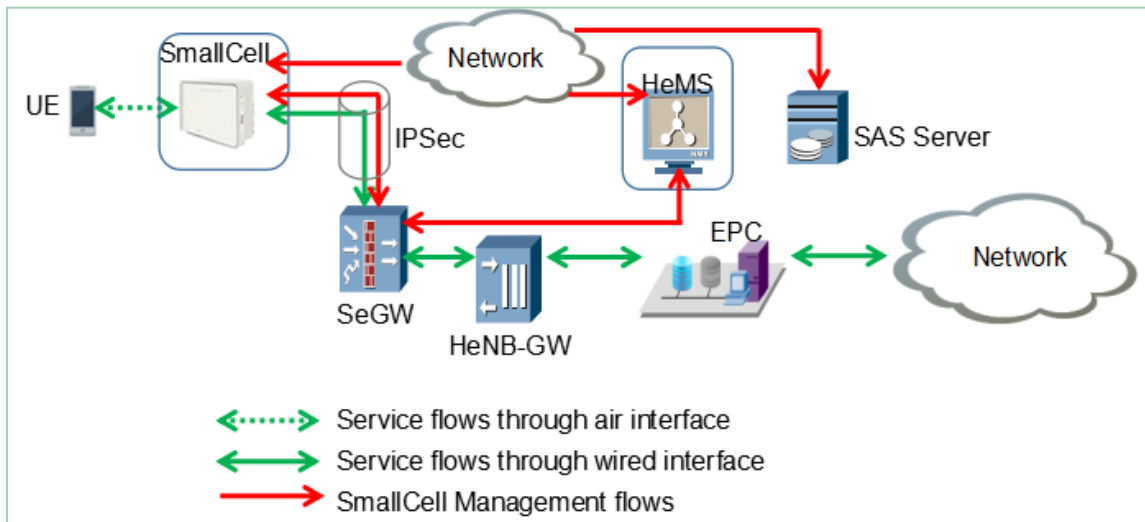 SmallCell
Network
HeMS
UE
HMS
IPSec
SAS Server
EPC
Network
SeGW
HeNB-GW
Service flows through air interface
Service flows through wired interface
SmallCell Management flows